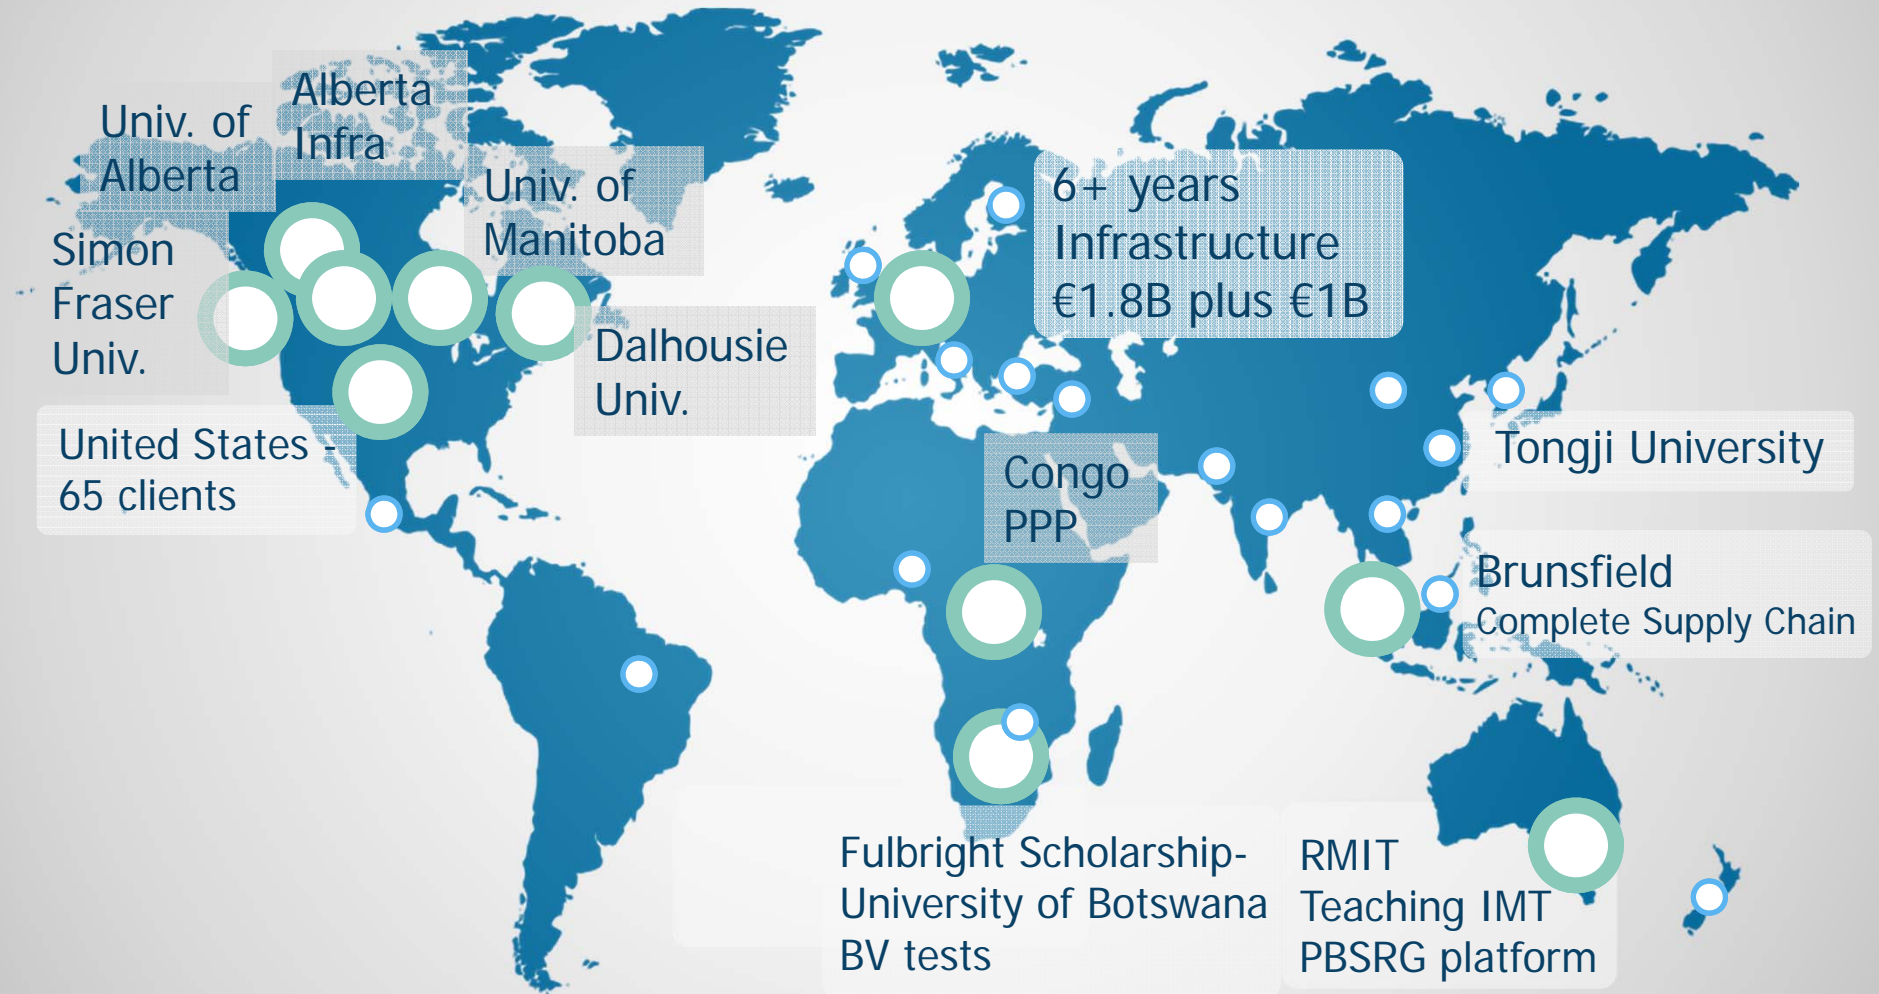 Univ. of
Alberta
Alberta
Infra
Univ. of
Manitoba
Simon
Fraser
Univ.
Dalhousie
Univ.
United States -
65 clients
6+ years
Infrastructure
€1.8B plus €1B
Congo
PPP
Tongji University
Brunsfield
Complete Supply Chain
Fulbright Scholarship-
University of Botswana
BV tests
RMIT
Teaching IMT
PBSRG platform